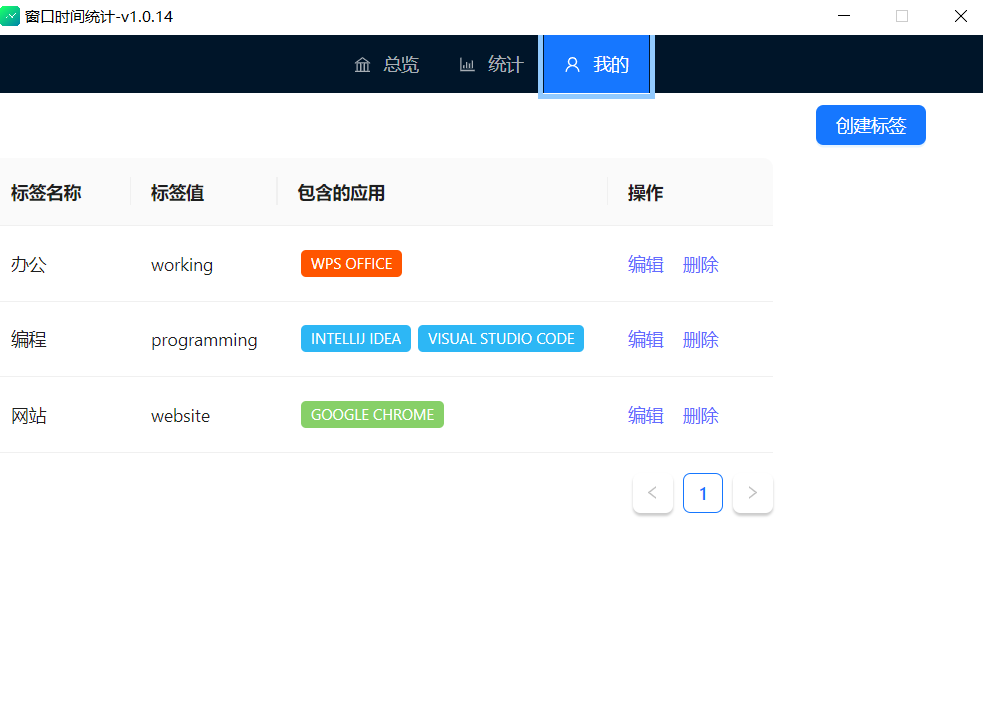 窗口时间统计-v1.0.14
总览 统计 我的
创建标签
标签名称 标签值 包含的应用 操作
办公 working WPS OFFICE 编辑 删除
编程 programming INTELLIJ IDEA VISUAL STUDIO CODE 编辑 删除
网站 website GOOGLE CHROME 编辑 删除
< 1 >